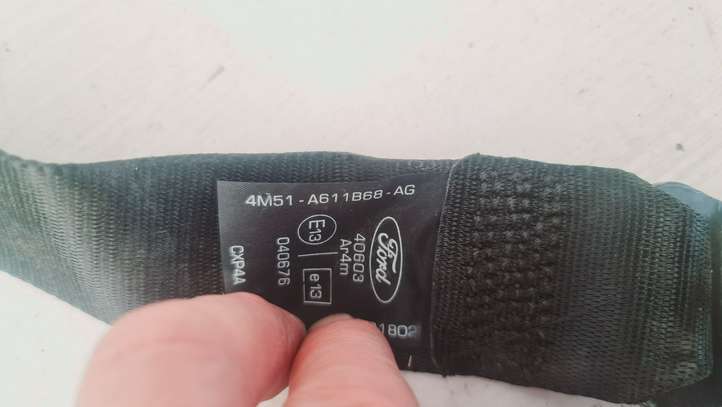 4M51-A611B68-AG
Ford
40603
Ar4m
E13
e13
040676
CXP4A